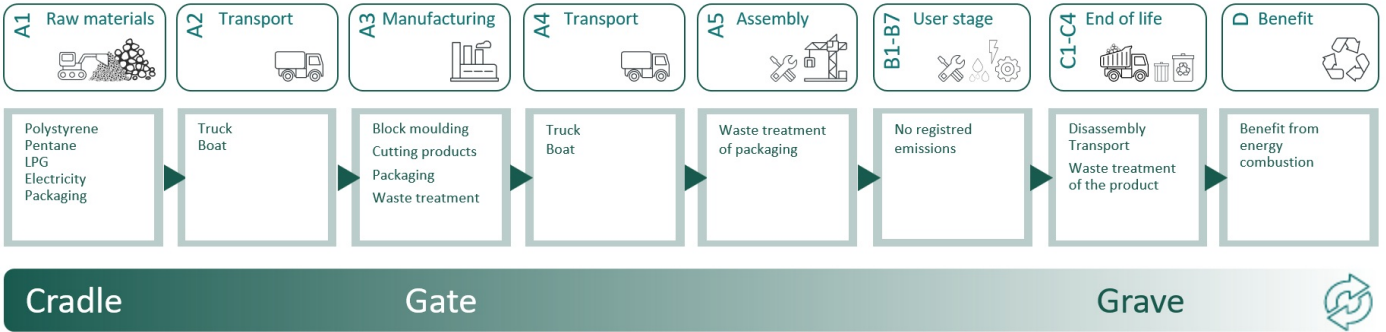 A1 Raw materials
A2 Transport
A3 Manufacturing
A4 Transport
A5 Assembly
B1-B7 User stage
C1-C4 End of life
D Benefit
Polystyrene
Pentane
LPG
Electricity
Packaging
Truck
Boat
Block moulding
Cutting products
Packaging
Waste treatment
Truck
Boat
Waste treatment
of packaging
No registred
emissions
Disassembly
Transport
Waste treatment
of the product
Benefit from
energy
combustion
Cradle
Gate
Grave